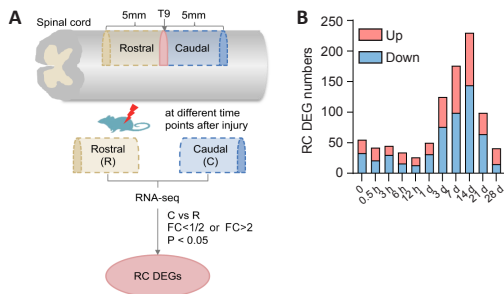 A
Spinal cord
5mm T9 5mm
Rostral Caudal
at different time
points after injury
Rostral
(R)
Caudal
(C)
RNA-seq
C vs R
FC<1/2 or FC>2
P < 0.05
RC DEGs
B
RC DEG numbers
250
200
150
100
50
0
Up
Down
0 0.5 h 3 h 6 h 12 h 1 d 3 d 7 d 14 d 21 d 28 d